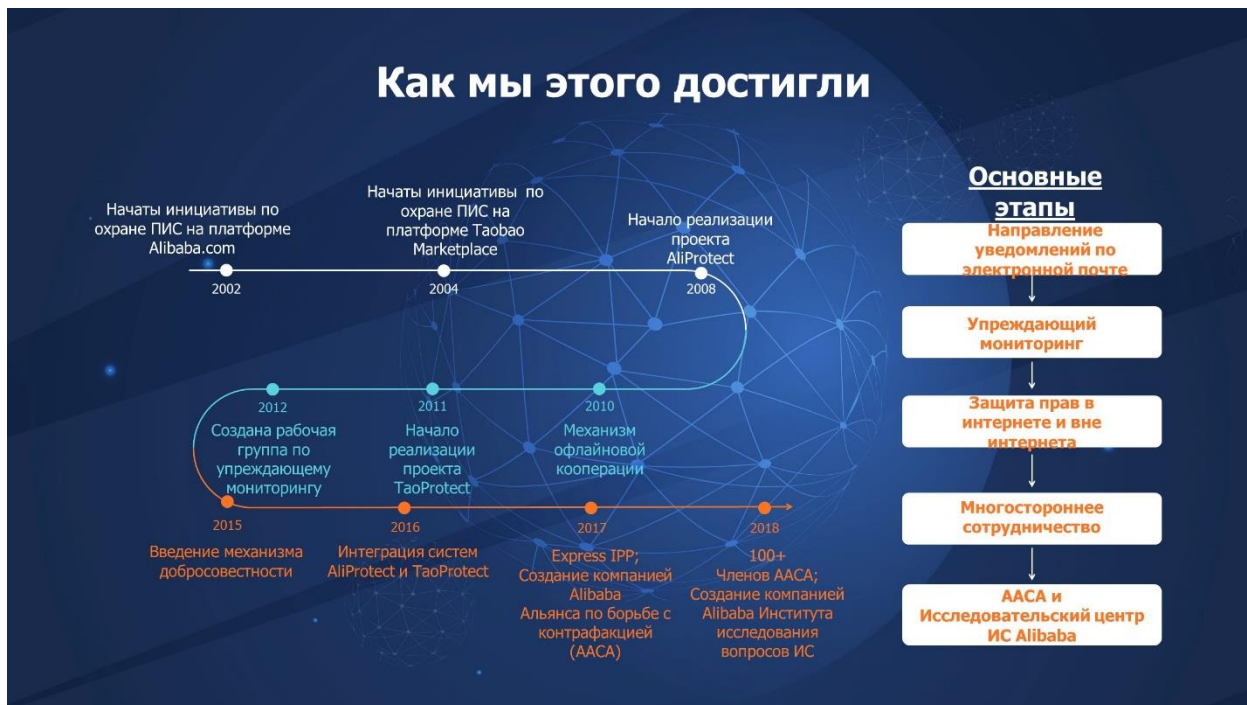 Как мы этого достигли
Начаты инициативы по
охране ПИС на платформе
Alibaba.com
2002
Начаты инициативы по
охране ПИС на
платформе Taobao
Marketplace
2004
Начало реализации
проекта
AliProtect
2008
2012
Создана рабочая
группа по
упреждающему
мониторингу
2011
Начало
реализации
проекта
TaoProtect
2010
Механизм
офлайновой
кооперации
2015
Введение механизма
добросовестности
2016
Интеграция систем
AliProtect и TaoProtect
2017
Express IPP;
Создание компанией
Alibaba
Альянса по борьбе с
контрафакцией
(AACA)
2018
100+
Членов AACA;
Создание компанией
Alibaba Института
исследования
вопросов ИС
Основные
этапы
Направление
уведомлений по
электронной почте
Упреждающий
мониторинг
Защита прав в
интернете и вне
интернета
Многостороннее
сотрудничество
AACA и
Исследовательский центр
ИС Alibaba